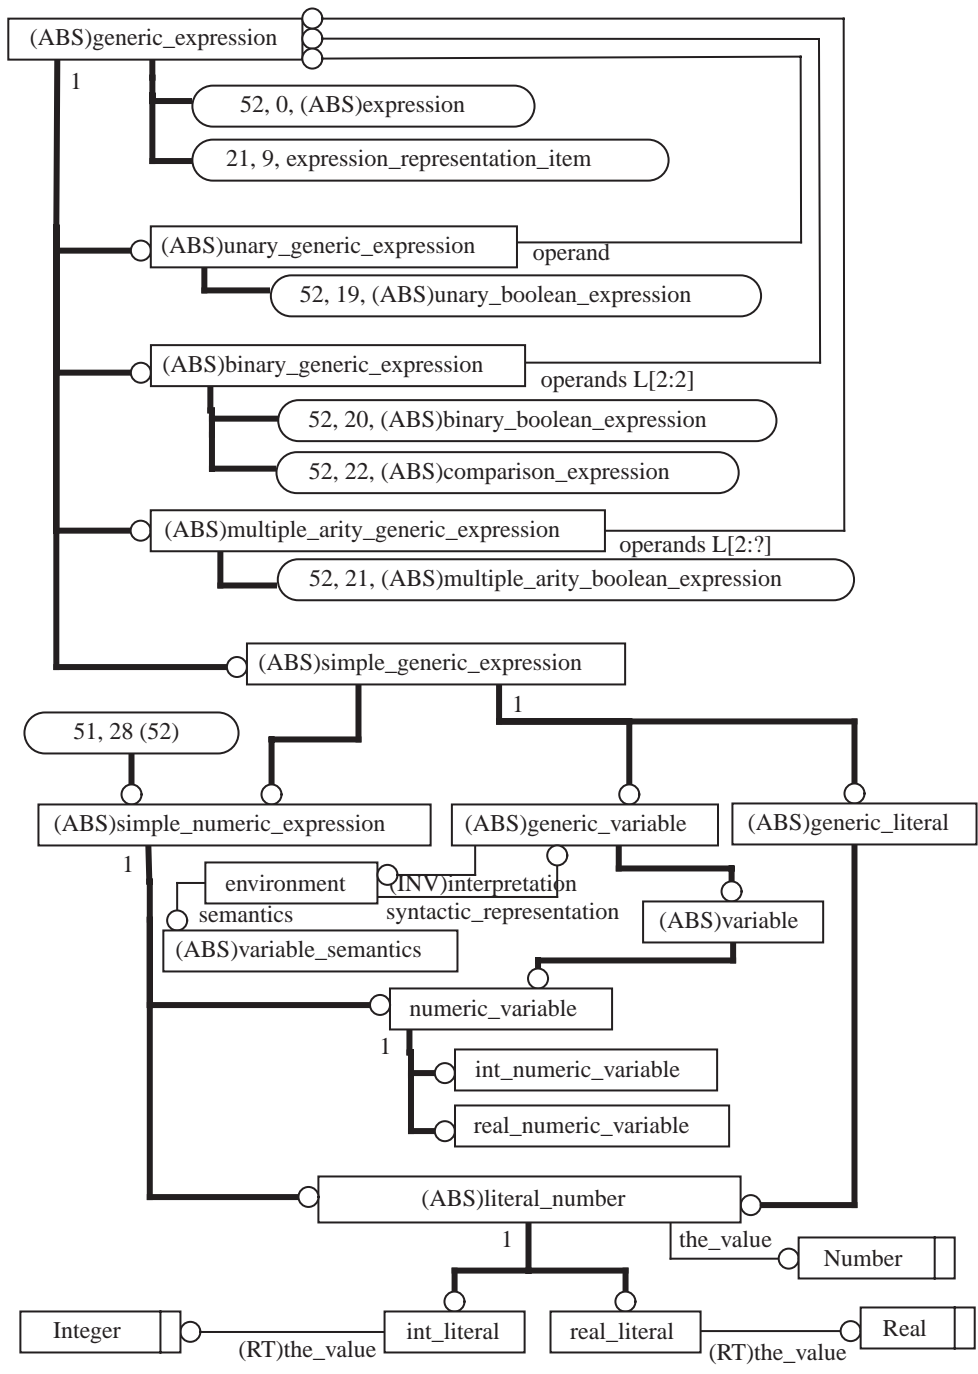 (ABS)generic_expression
1
52, 0, (ABS)expression
21, 9, expression_representation_item
(ABS)unary_generic_expression
operand
52, 19, (ABS)unary_boolean_expression
(ABS)binary_generic_expression
operands L[2:2]
52, 20, (ABS)binary_boolean_expression
52, 22, (ABS)comparison_expression
(ABS)multiple_arity_generic_expression
operands L[2:?]
52, 21, (ABS)multiple_arity_boolean_expression
(ABS)simple_generic_expression
1
51, 28 (52)
(ABS)simple_numeric_expression
(ABS)generic_variable
(ABS)generic_literal
1
environment
(INV)interpretation
semantics
syntactic_representation
(ABS)variable
(ABS)variable_semantics
numeric_variable
1
int_numeric_variable
real_numeric_variable
(ABS)literal_number
1
the_value
Number
Integer
(RT)the_value
int_literal
real_literal
(RT)the_value
Real